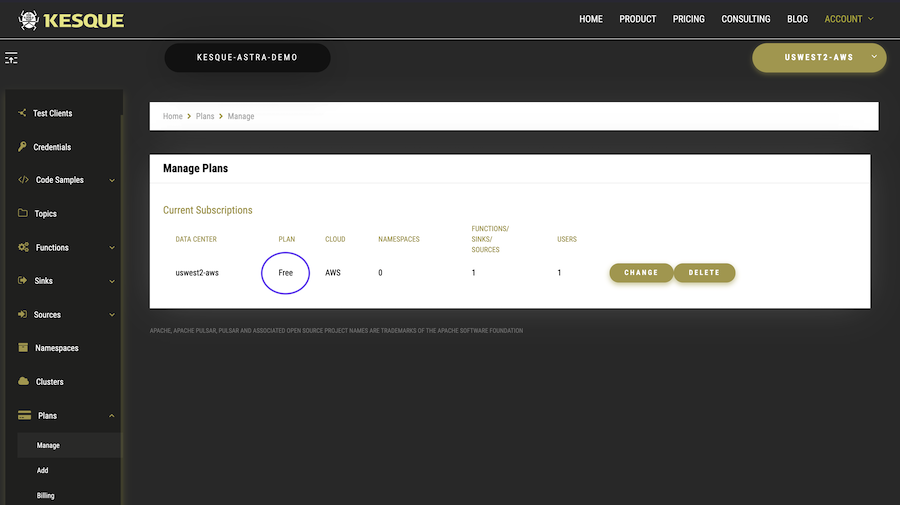 KESQUE
HOME PRODUCT PRICING CONSULTING BLOG ACCOUNT
KESQUE-ASTRA-DEMO
USWEST2-AWS
Test Clients
Credentials
Code Samples
Topics
Functions
Sinks
Sources
Namespaces
Clusters
Plans
Manage
Add
Billing
Home > Plans > Manage
Manage Plans
Current Subscriptions
DATA CENTER PLAN CLOUD NAMESPACES FUNCTIONS/ SINKS/ SOURCES USERS
uswest2-aws Free AWS 0 1 1 CHANGE DELETE
APACHE, APACHE PULSAR, PULSAR AND ASSOCIATED OPEN SOURCE PROJECT NAMES ARE TRADEMARKS OF THE APACHE SOFTWARE FOUNDATION